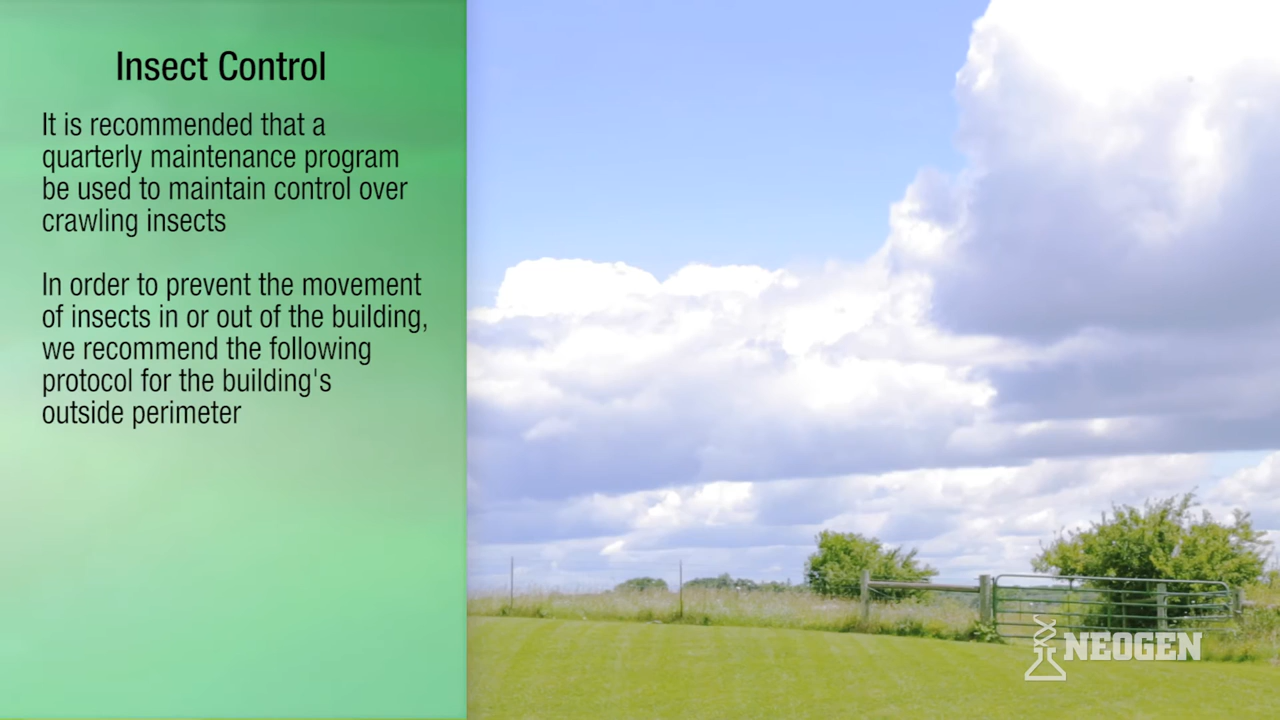 Insect Control
It is recommended that a
quarterly maintenance program
be used to maintain control over
crawling insects
In order to prevent the movement
of insects in or out of the building,
we recommend the following
protocol for the building's
outside perimeter
NEOGEN